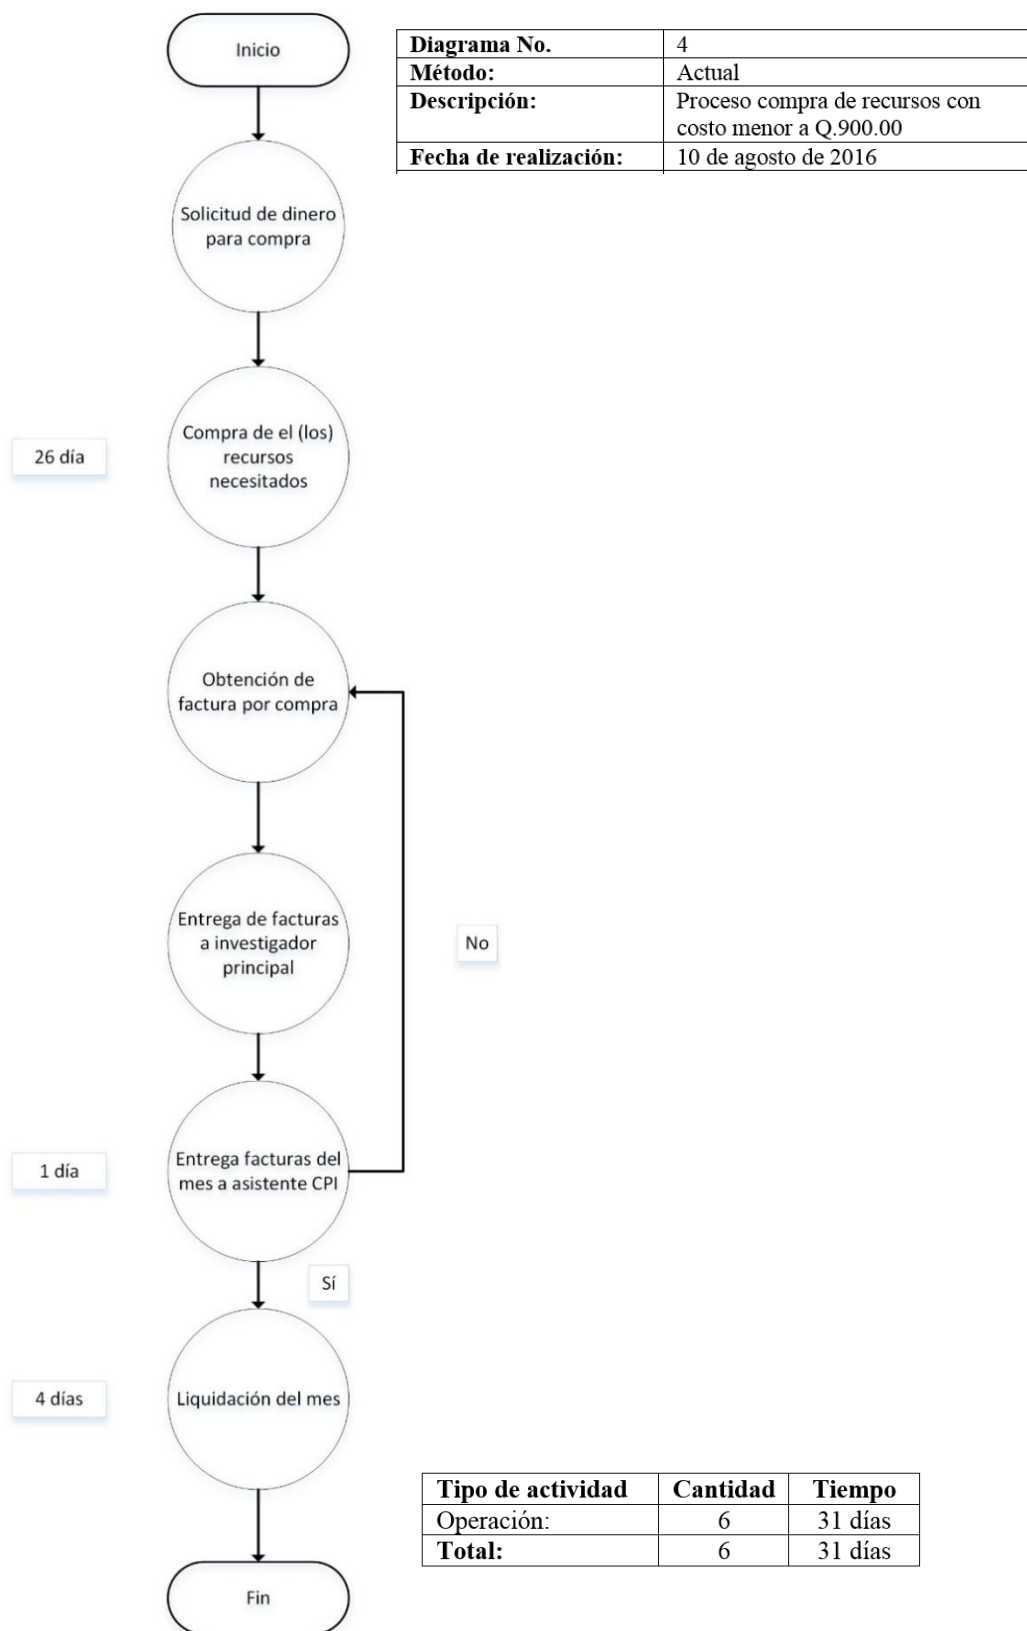 Inicio
Diagrama No. 4
Método: Actual
Descripción: Proceso compra de recursos con
costo menor a Q.900.00
Fecha de realización: 10 de agosto de 2016
Solicitud de dinero
para compra
26 día
Compra de el (los)
recursos
necesitados
Obtención de
factura por compra
Entrega de facturas
a investigador
principal
No
1 día
Entrega facturas del
mes a asistente CPI
Sí
4 días
Liquidación del mes
Tipo de actividad Cantidad Tiempo
Operación: 6 31 días
Total: 6 31 días
Fin